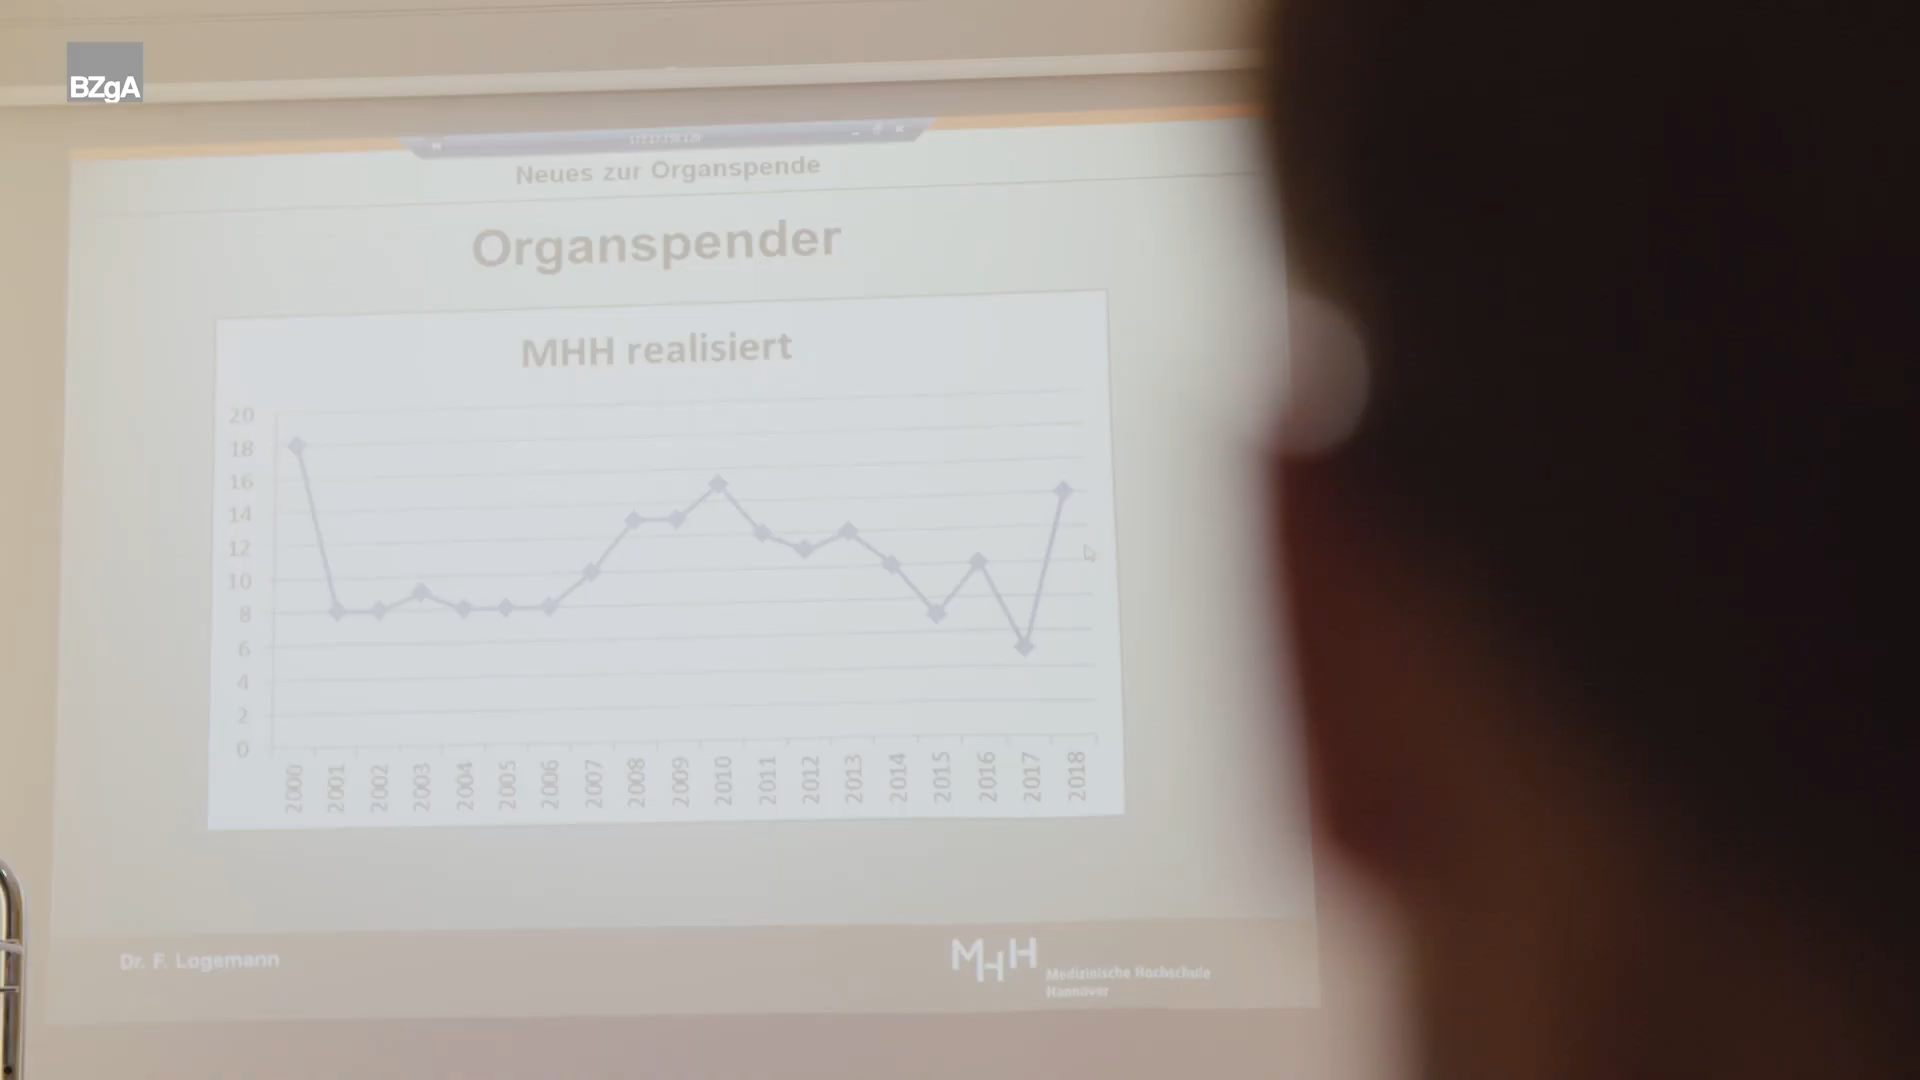 BZgA
Neues zur Organspende
Organspender
MHH realisiert
20
18
16
14
12
10
8
6
4
2
0
2000 2001 2002 2003 2004 2005 2006 2007 2008 2009 2010 2011 2012 2013 2014 2015 2016 2017 2018
Dr. F. Logemann
MHH
Medizinische Hochschule
Hannover